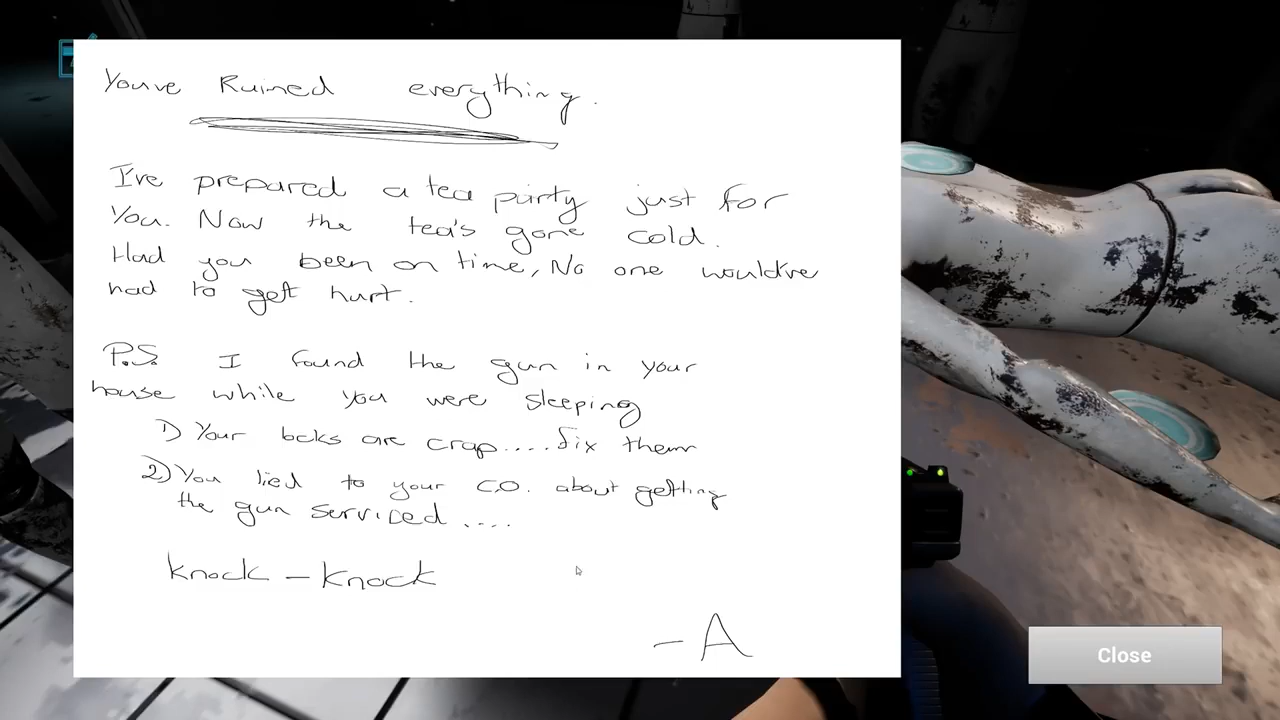 Youve Ruined everything.
I've prepared a tea party just for
You. Now the tea's gone cold.
Had you been on time, No one would've
had to get hurt.
P.S. I found the gun in your
house while you were sleeping
1) Your locks are crap.... fix them
2) You lied to your C.O. about getting
the gun serviced ....
knock - knock
- A
Close